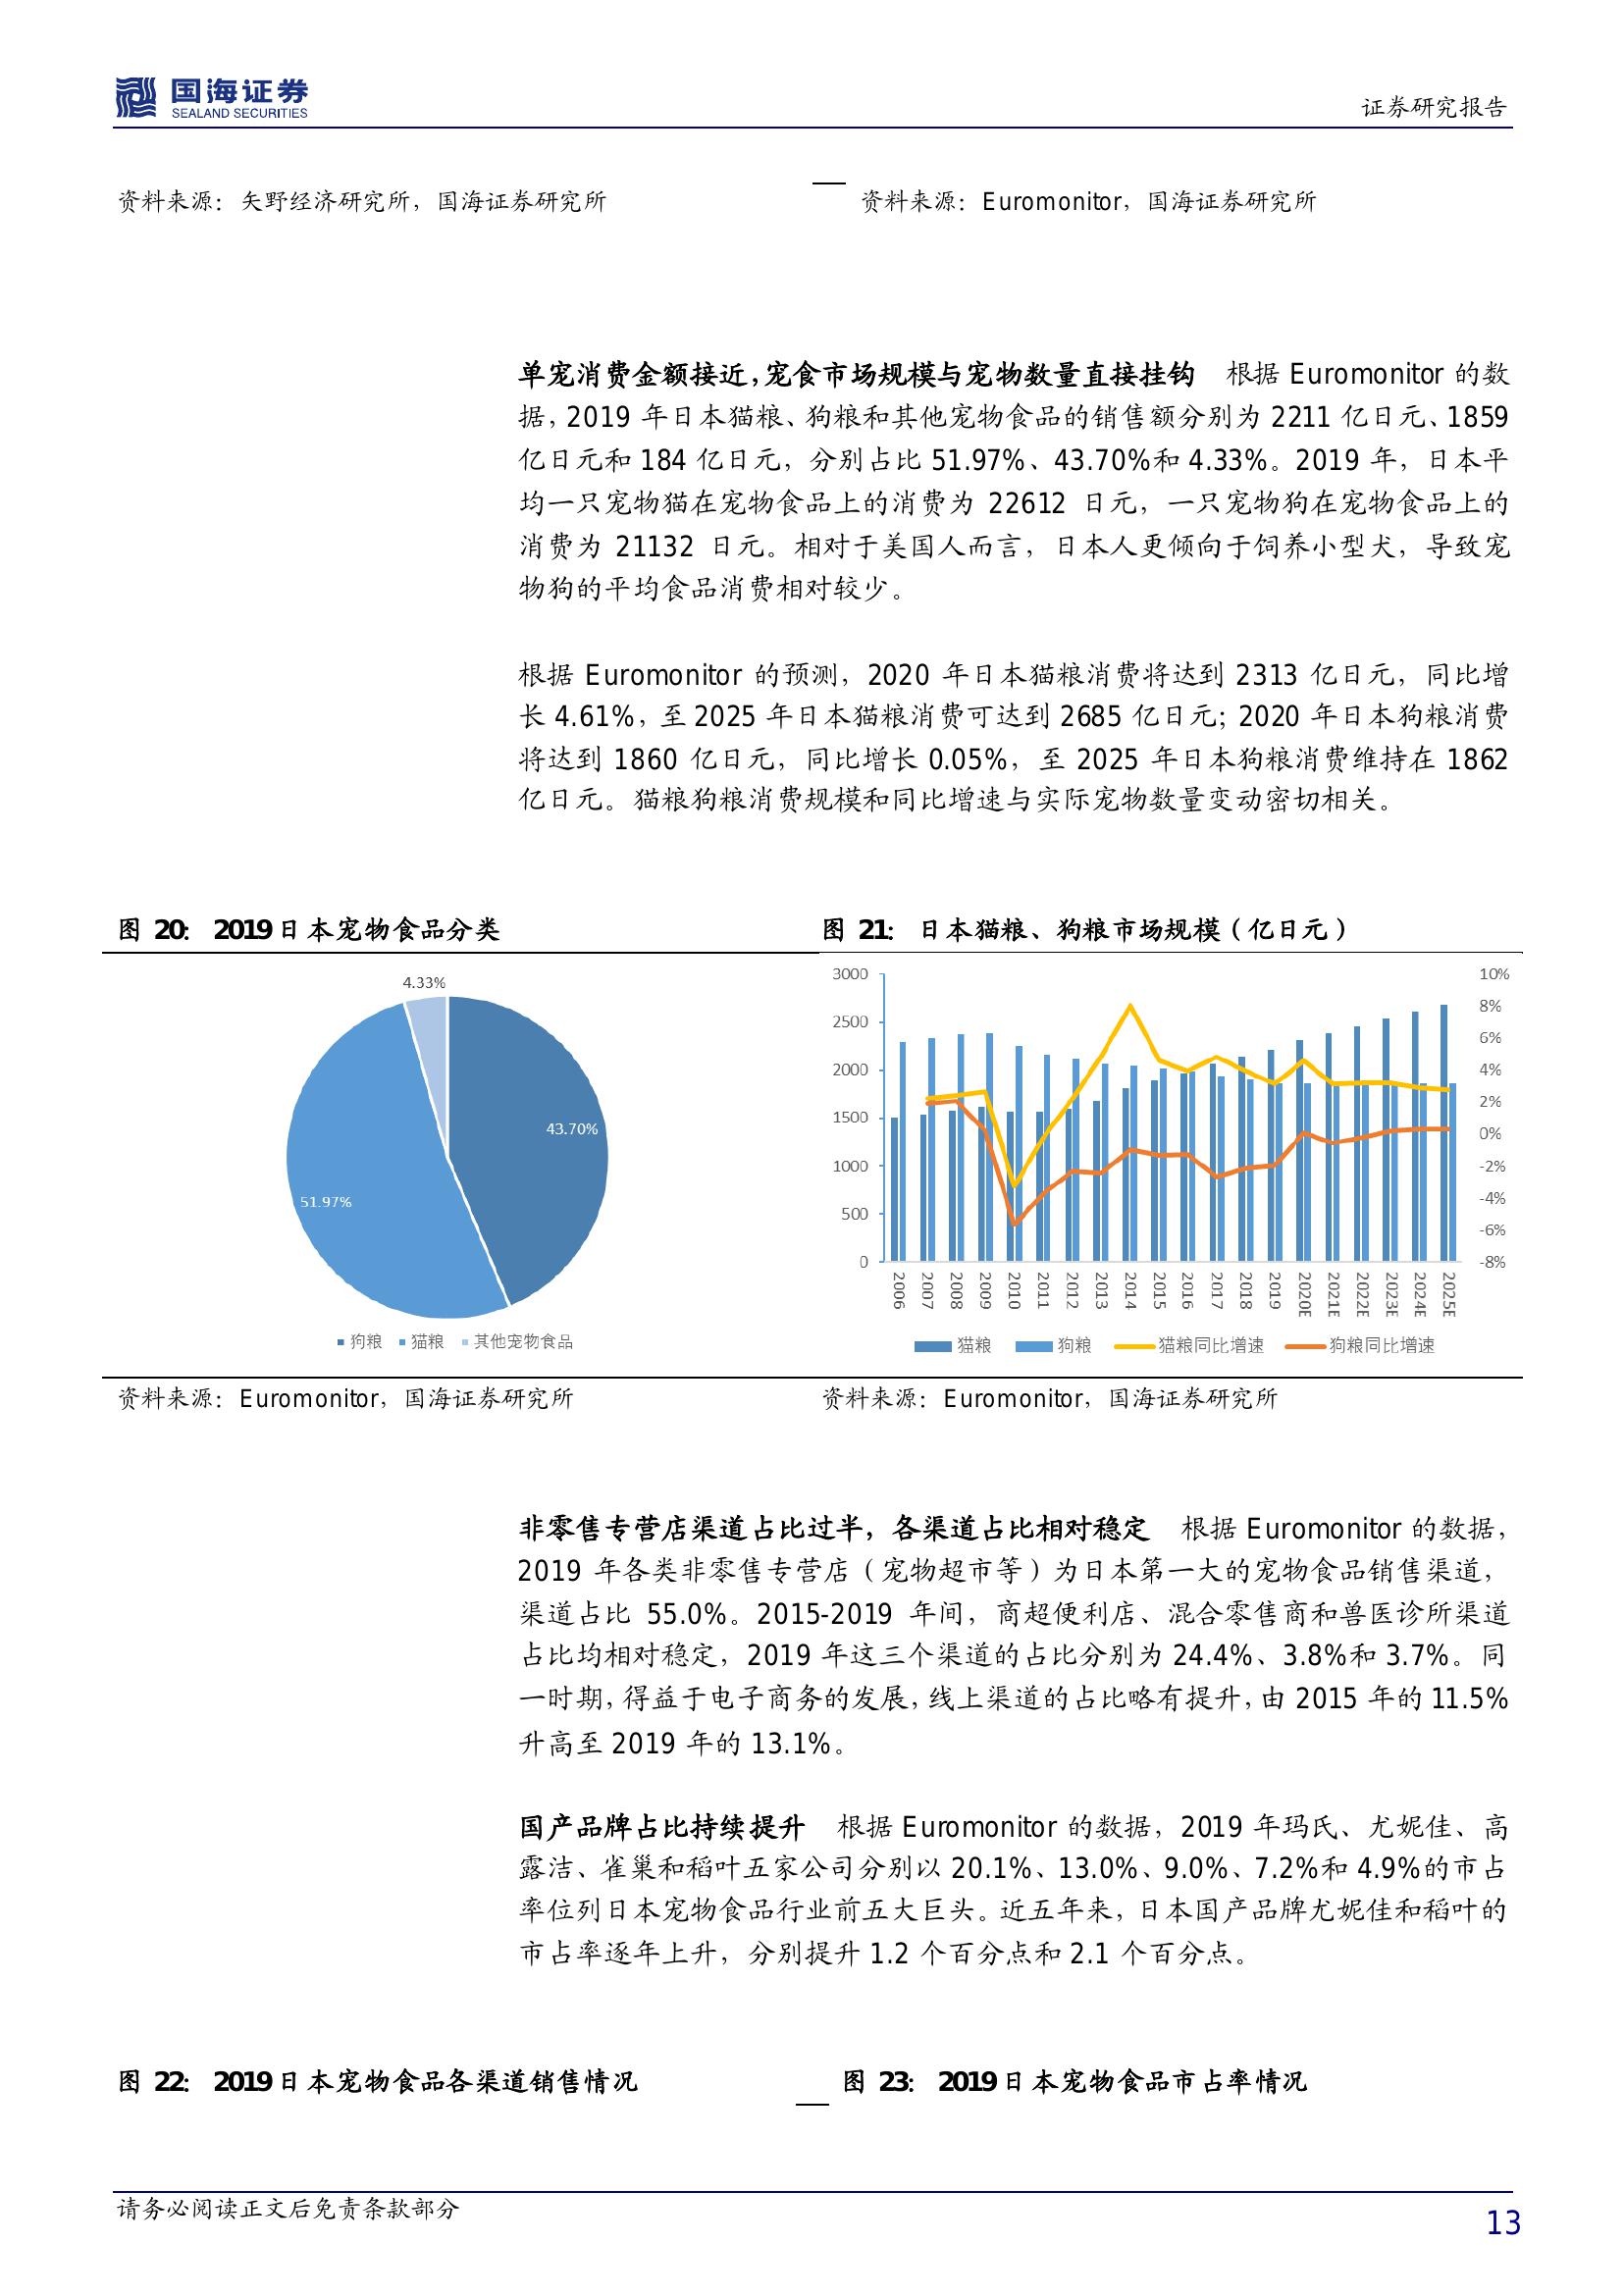 国海证券
SEALAND SECURITIES
证券研究报告
资料来源：矢野经济研究所，国海证券研究所
资料来源：Euromonitor，国海证券研究所
单宠消费金额接近，宠食市场规模与宠物数量直接挂钩 根据 Euromonitor 的数
据，2019 年日本猫粮、狗粮和其他宠物食品的销售额分别为 2211 亿日元、1859
亿日元和 184 亿日元，分别占比 51.97%、43.70%和 4.33%。2019 年，日本平
均一只宠物猫在宠物食品上的消费为 22612 日元，一只宠物狗在宠物食品上的
消费为 21132 日元。相对于美国人而言，日本人更倾向于饲养小型犬，导致宠
物狗的平均食品消费相对较少。
根据 Euromonitor 的预测，2020 年日本猫粮消费将达到 2313 亿日元，同比增
长 4.61%，至 2025 年日本猫粮消费可达到 2685 亿日元；2020 年日本狗粮消费
将达到 1860 亿日元，同比增长 0.05%，至 2025 年日本狗粮消费维持在 1862
亿日元。猫粮狗粮消费规模和同比增速与实际宠物数量变动密切相关。
图 20： 2019 日本宠物食品分类
4.33%
43.70%
51.97%
狗粮 猫粮 其他宠物食品
资料来源：Euromonitor，国海证券研究所
图 21： 日本猫粮、狗粮市场规模（亿日元）
3000
2500
2000
1500
1000
500
0
10%
8%
6%
4%
2%
0%
-2%
-4%
-6%
-8%
2006
2007
2008
2009
2010
2011
2012
2013
2014
2015
2016
2017
2018
2019
2020E
2021E
2022E
2023E
2024E
2025E
猫粮 狗粮 猫粮同比增速 狗粮同比增速
资料来源：Euromonitor，国海证券研究所
非零售专营店渠道占比过半，各渠道占比相对稳定 根据 Euromonitor 的数据，
2019 年各类非零售专营店（宠物超市等）为日本第一大的宠物食品销售渠道，
渠道占比 55.0%。2015-2019 年间，商超便利店、混合零售商和兽医诊所渠道
占比均相对稳定，2019 年这三个渠道的占比分别为 24.4%、3.8%和 3.7%。同
一时期，得益于电子商务的发展，线上渠道的占比略有提升，由 2015 年的 11.5%
升高至 2019 年的 13.1%。
国产品牌占比持续提升 根据 Euromonitor 的数据，2019 年玛氏、尤妮佳、高
露洁、雀巢和稻叶五家公司分别以 20.1%、13.0%、9.0%、7.2%和 4.9%的市占
率位列日本宠物食品行业前五大巨头。近五年来，日本国产品牌尤妮佳和稻叶的
市占率逐年上升，分别提升 1.2 个百分点和 2.1 个百分点。
图 22： 2019 日本宠物食品各渠道销售情况
图 23： 2019 日本宠物食品市占率情况
请务必阅读正文后免责条款部分
13